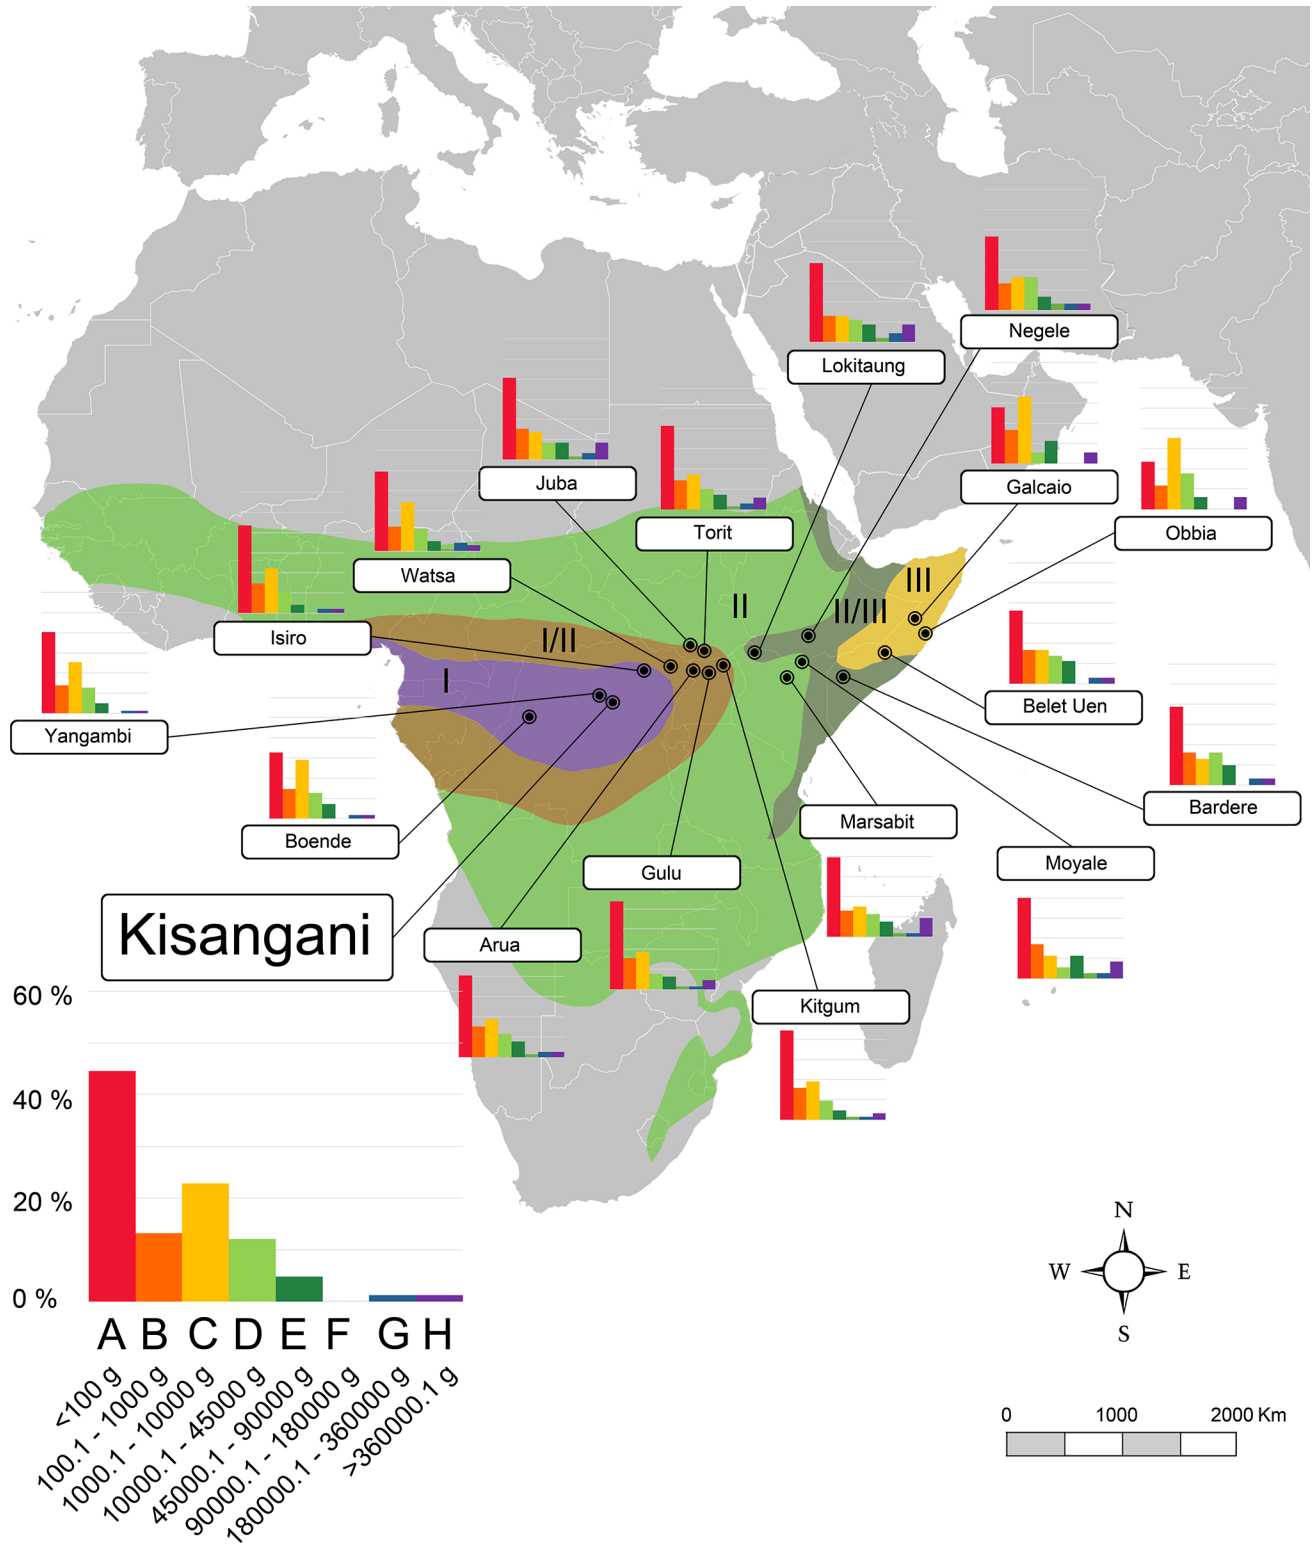 Negele
Lokitaung
Juba
Galcaio
Torit
Obbia
Watsa
III
II
II/III
Isiro
I/II
I
Belet Uen
Yangambi
Bardere
Marsabit
Boende
Moyale
Gulu
Kisangani
Arua
Kitgum
60 %
40 %
20 %
0 %
A B C D E F G H
<100 g
100.1 - 1000 g
1000.1 - 10000 g
10000.1 - 45000 g
45000.1 - 90000 g
90000.1 - 180000 g
180000.1 - 360000 g
>360000.1 g
N
W E
S
0 1000 2000 Km